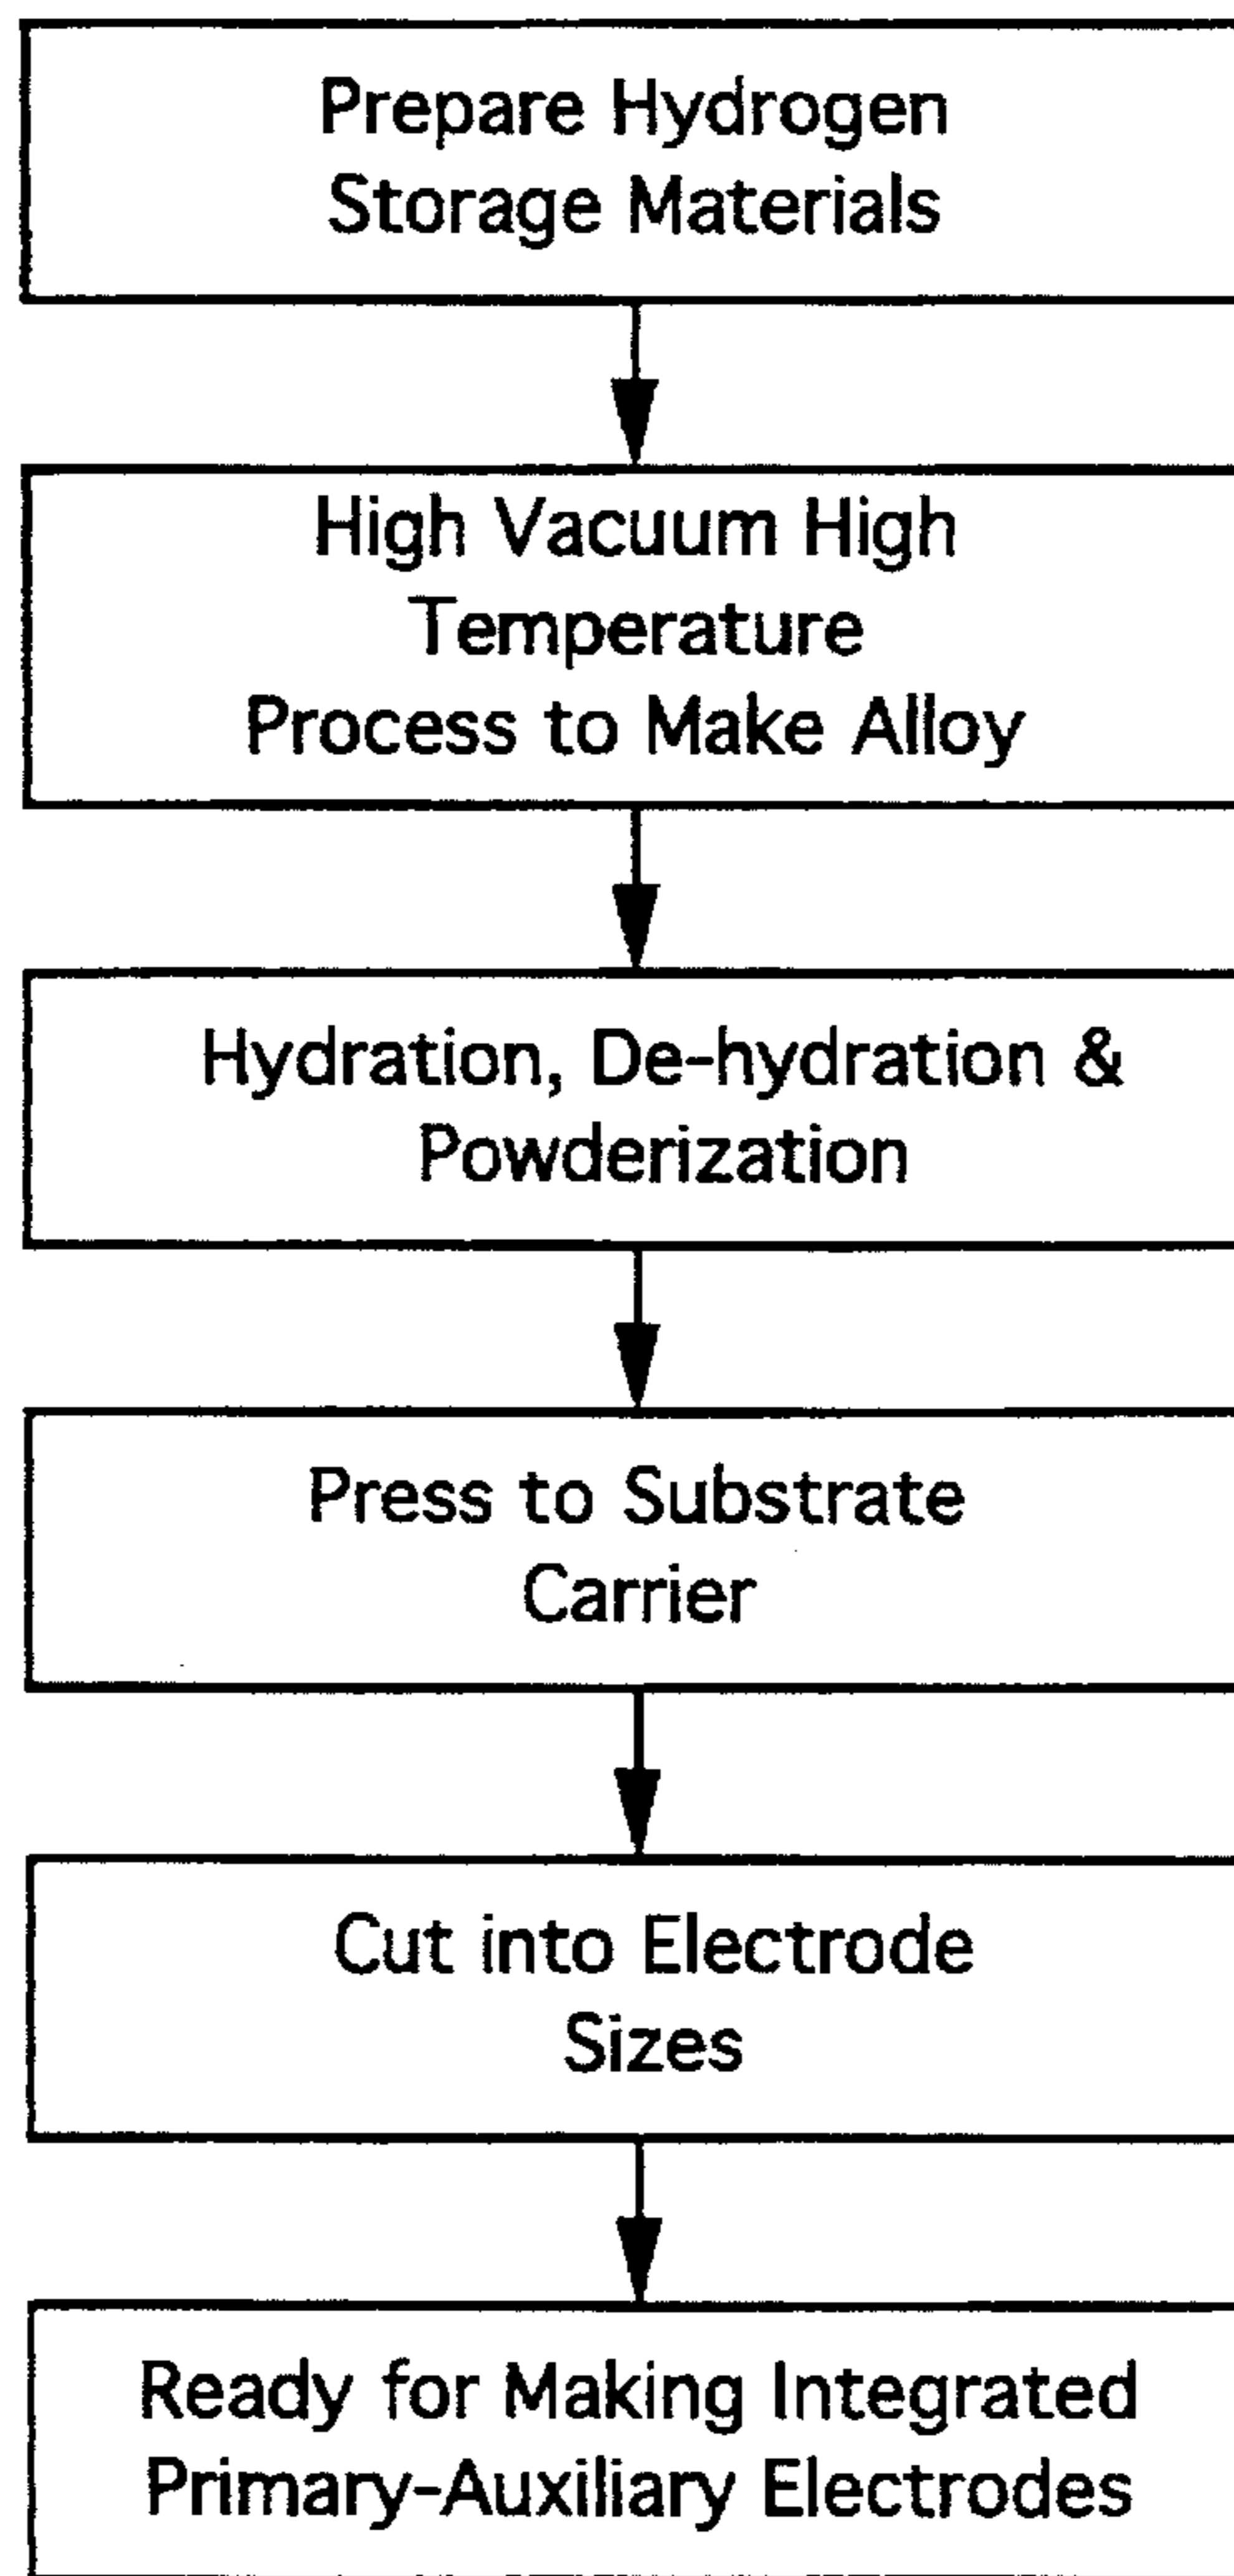 Prepare Hydrogen
Storage Materials
High Vacuum High
Temperature
Process to Make Alloy
Hydration, De-hydration &
Powderization
Press to Substrate
Carrier
Cut into Electrode
Sizes
Ready for Making Integrated
Primary-Auxiliary Electrodes